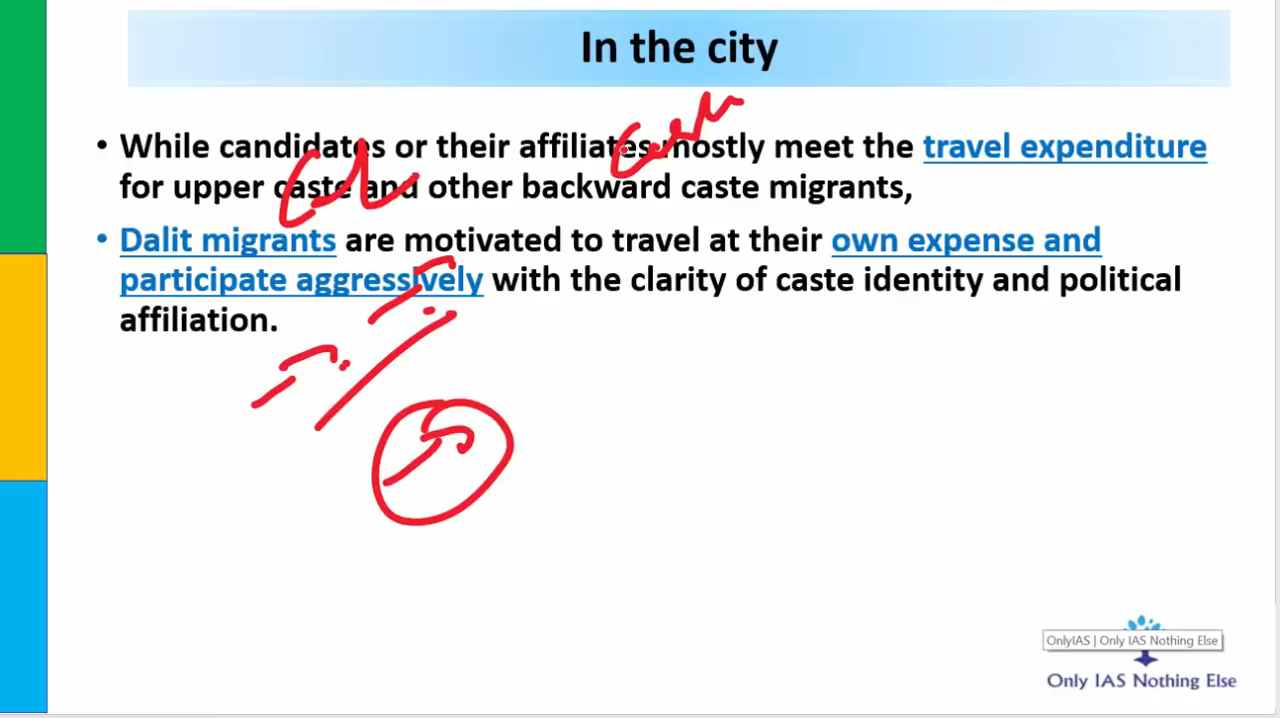 In the city
• While candidates or their affiliates mostly meet the travel expenditure
for upper caste and other backward caste migrants,
• Dalit migrants are motivated to travel at their own expense and
participate aggressively with the clarity of caste identity and political
affiliation.
OnlyIAS | Only IAS Nothing Else
Only IAS Nothing Else